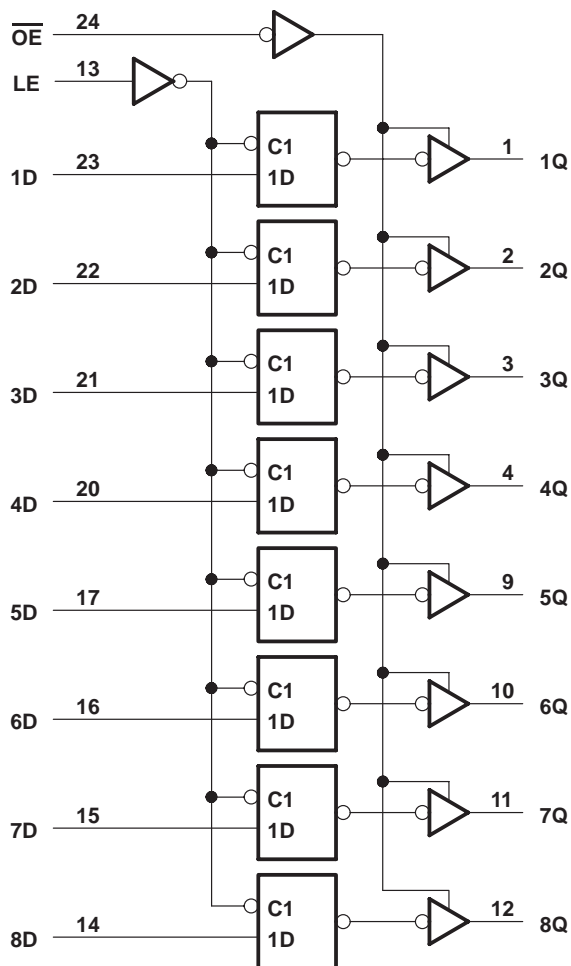 OE 24
LE 13
C1
1D 23 1D 1 1Q
C1
2D 22 1D 2 2Q
C1
3D 21 1D 3 3Q
C1
4D 20 1D 4 4Q
C1
5D 17 1D 9 5Q
C1
6D 16 1D 10 6Q
C1
7D 15 1D 11 7Q
C1
8D 14 1D 12 8Q